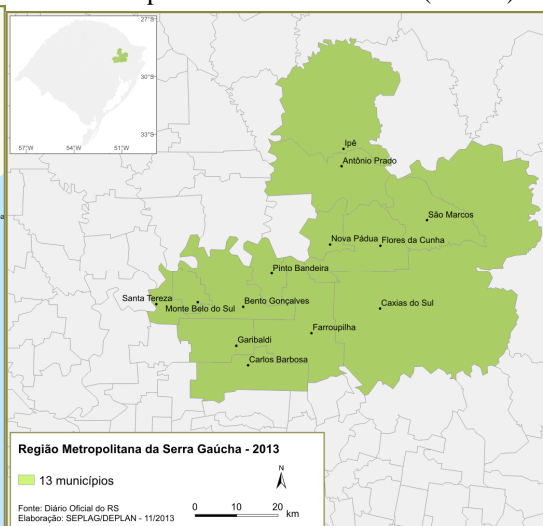 27°W
30°W
33°W
57°W 54°W 51°W
Ipê
Antônio Prado
São Marcos
Nova Pádua
Flores da Cunha
Pinto Bandeira
Santa Tereza
Monte Belo do Sul
Bento Gonçalves
Caxias do Sul
Farroupilha
Garibaldi
Carlos Barbosa
Região Metropolitana da Serra Gaúcha - 2013
13 municípios
N
Fonte: Diário Oficial do RS
Elaboração: SEPLAG/DEPLAN - 11/2013
0 10 20 km